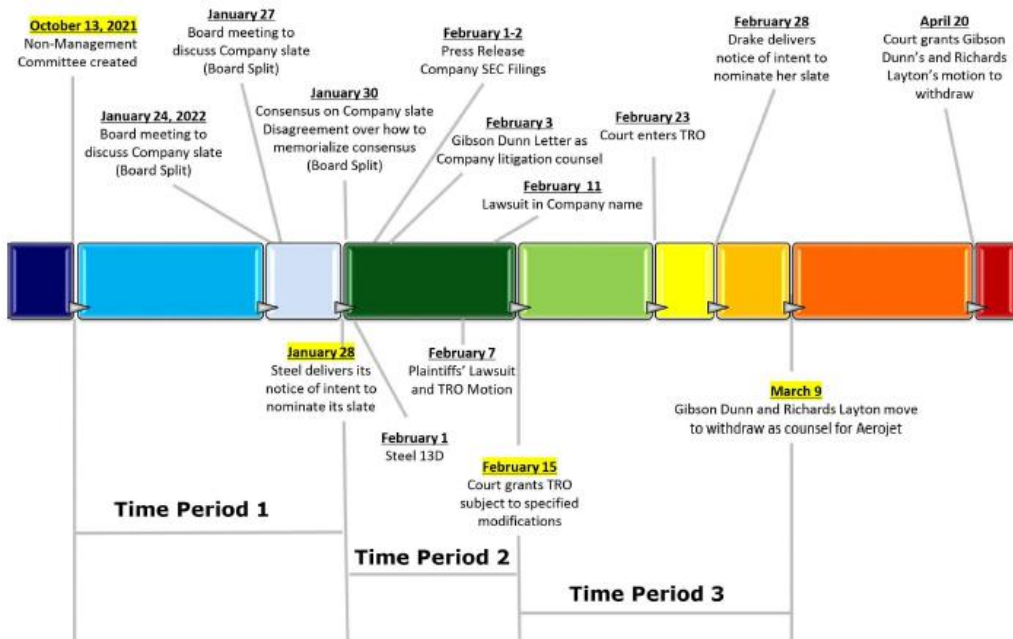 October 13, 2021
Non-Management
Committee created
January 24, 2022
Board meeting to
discuss Company slate
(Board Split)
January 27
Board meeting to
discuss Company slate
(Board Split)
January 30
Consensus on Company slate
Disagreement over how to
memorialize consensus
(Board Split)
February 1-2
Press Release
Company SEC Filings
February 3
Gibson Dunn Letter as
Company litigation counsel
February 11
Lawsuit in Company name
February 23
Court enters TRO
February 28
Drake delivers
notice of intent to
nominate her slate
April 20
Court grants Gibson
Dunn's and Richards
Layton's motion to
withdraw
January 28
Steel delivers its
notice of intent to
nominate its slate
February 1
Steel 13D
February 7
Plaintiffs' Lawsuit
and TRO Motion
February 15
Court grants TRO
subject to specified
modifications
March 9
Gibson Dunn and Richards Layton move
to withdraw as counsel for Aerojet
Time Period 1
Time Period 2
Time Period 3